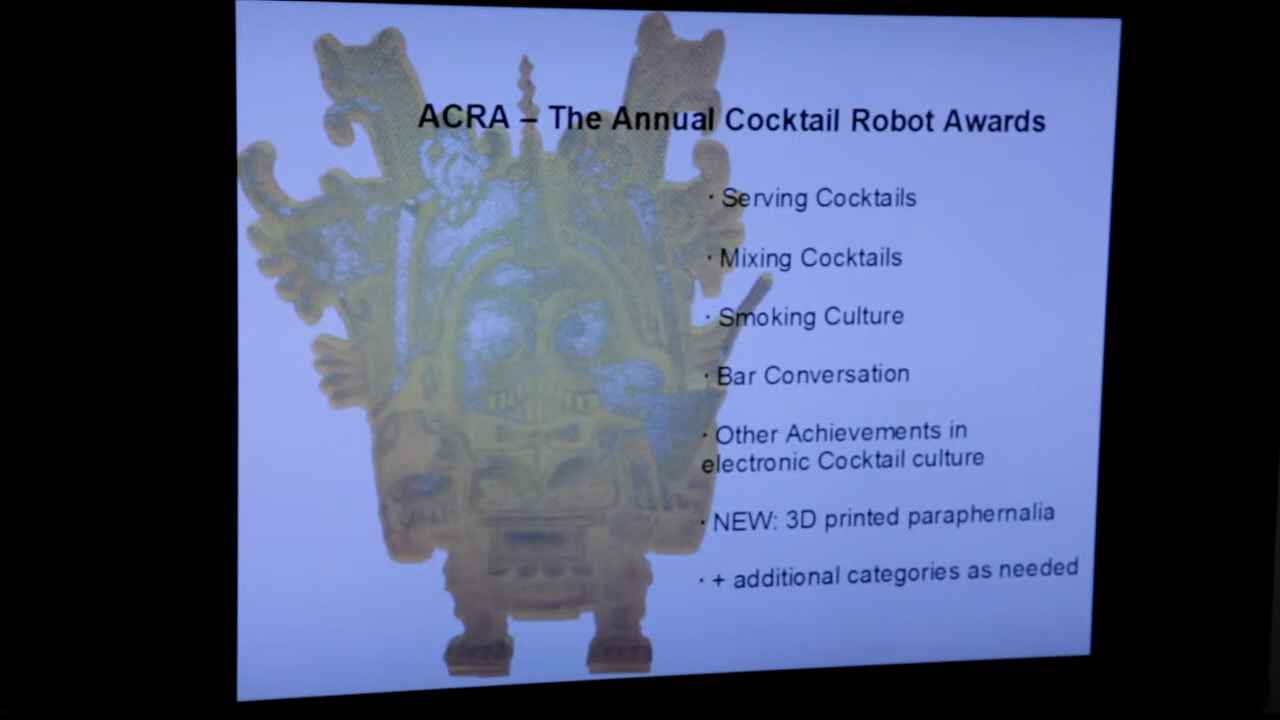 ACRA – The Annual Cocktail Robot Awards
· Serving Cocktails
· Mixing Cocktails
· Smoking Culture
· Bar Conversation
· Other Achievements in
electronic Cocktail culture
· NEW: 3D printed paraphernalia
· + additional categories as needed